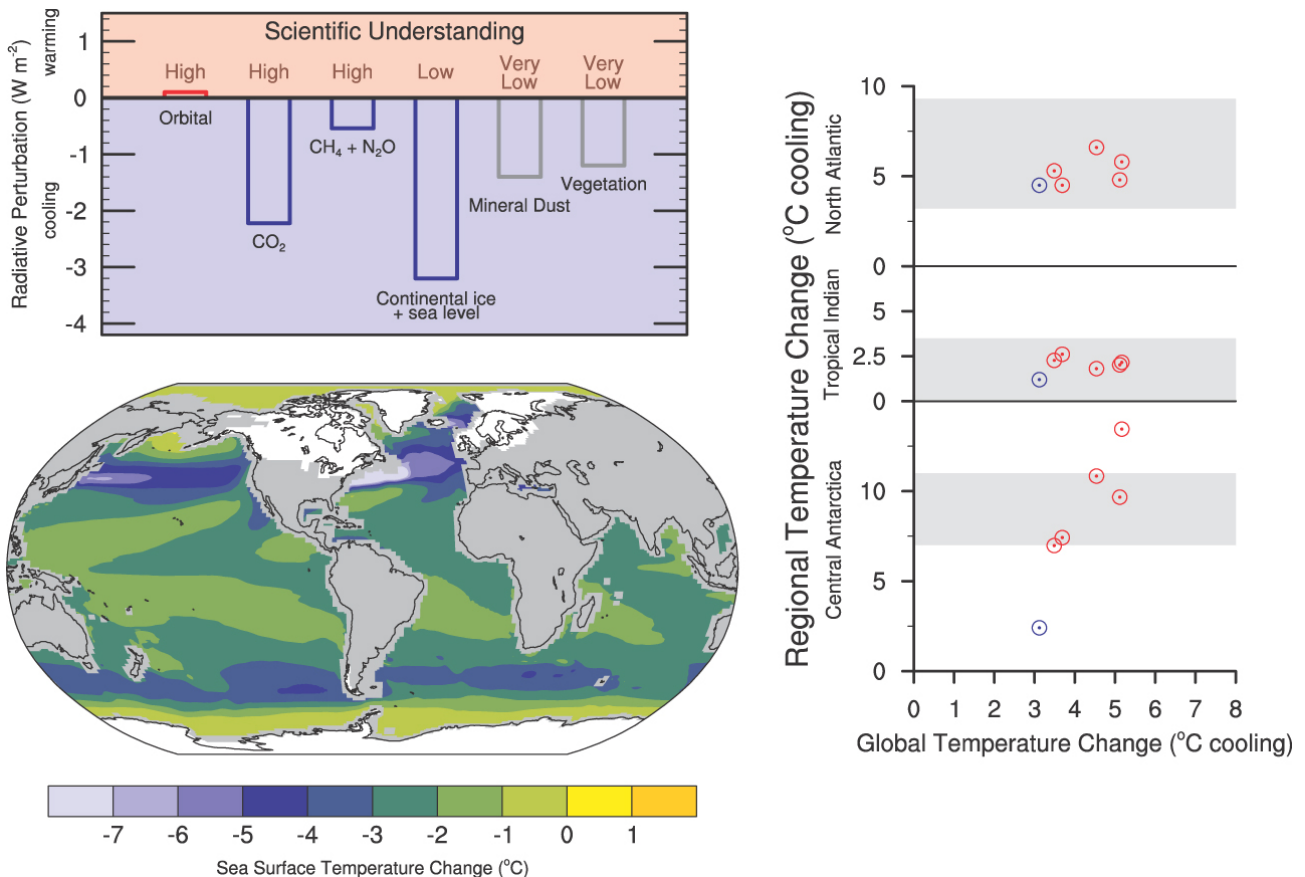 Scientific Understanding
High
High
High
Low
Very
Low
Very
Low
Orbital
CO₂
CH₄ + N₂O
Continental ice
+ sea level
Mineral Dust
Vegetation
Radiative Perturbation (W m⁻²)
cooling
warming
1
0
-1
-2
-3
-4
-7
-6
-5
-4
-3
-2
-1
0
1
Sea Surface Temperature Change (°C)
Regional Temperature Change (°C cooling)
North Atlantic
Tropical Indian
Central Antarctica
10
5
0
5
2.5
0
10
5
0
0
1
2
3
4
5
6
7
8
Global Temperature Change (°C cooling)